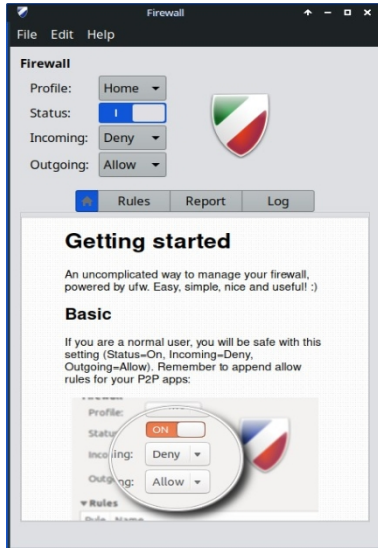 Firewall
File Edit Help
Firewall
Profile: Home
Status:
Incoming: Deny
Outgoing: Allow
Rules Report Log
Getting started
An uncomplicated way to manage your firewall,
powered by ufw. Easy, simple, nice and useful! :)
Basic
If you are a normal user, you will be safe with this
setting (Status=On, Incoming=Deny,
Outgoing=Allow). Remember to append allow
rules for your P2P apps:
Profile:
Status ON
Incoming: Deny
Outgoing: Allow
Rules
Rule Name